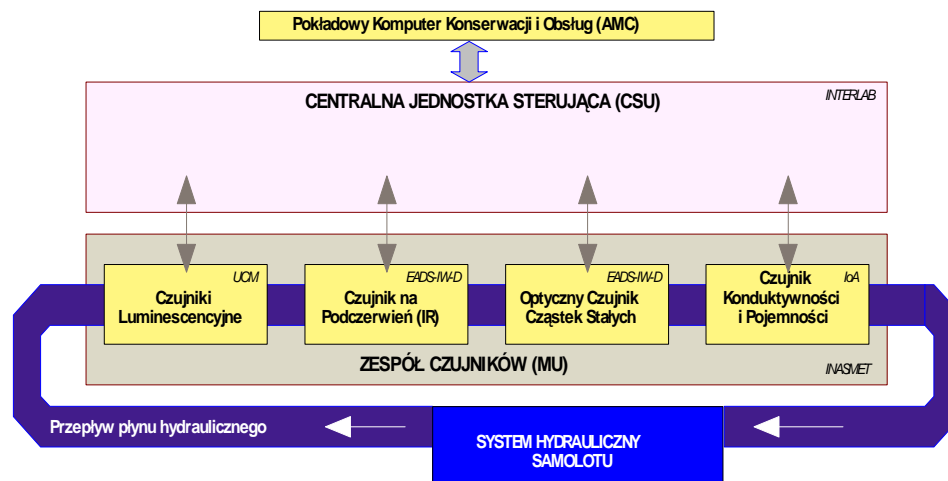 Pokładowy Komputer Konserwacji i Obsług (AMC)
CENTRALNA JEDNOSTKA STERUJĄCA (CSU)
INTERLAB
UCM
Czujniki
Luminescencyjne
EADS-IW-D
Czujnik na
Podczerwień (IR)
EADS-IW-D
Optyczny Czujnik
Cząstek Stałych
IoA
Czujnik
Konduktywności
i Pojemności
ZESPÓŁ CZUJNIKÓW (MU)
INASMET
Przepływ płynu hydraulicznego
SYSTEM HYDRAULICZNY
SAMOLOTU